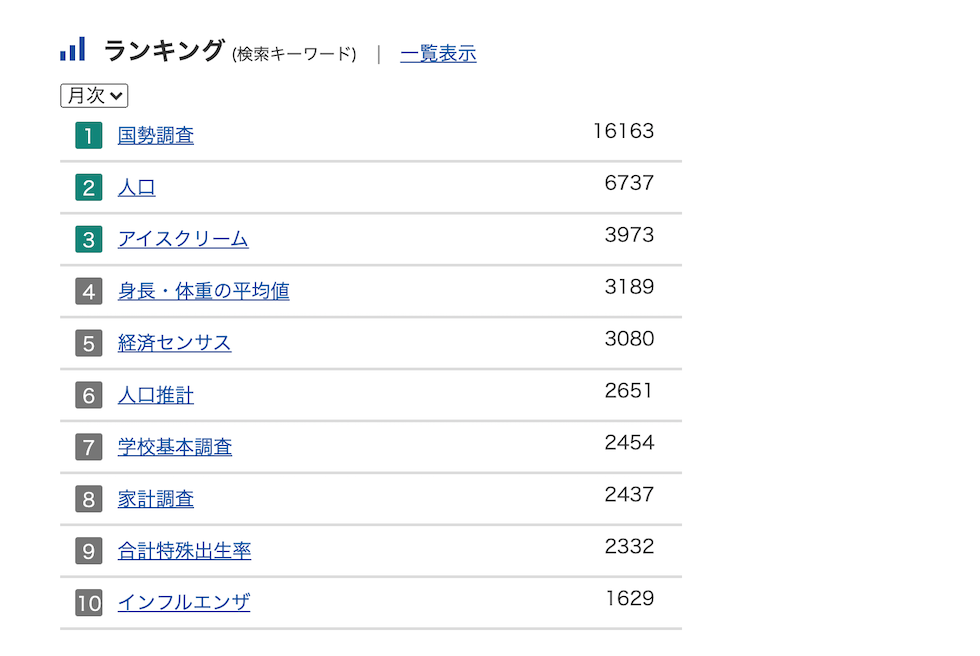 ランキング (検索キーワード) | 一覧表示
月次
1 国勢調査 16163
2 人口 6737
3 アイスクリーム 3973
4 身長・体重の平均値 3189
5 経済センサス 3080
6 人口推計 2651
7 学校基本調査 2454
8 家計調査 2437
9 合計特殊出生率 2332
10 インフルエンザ 1629